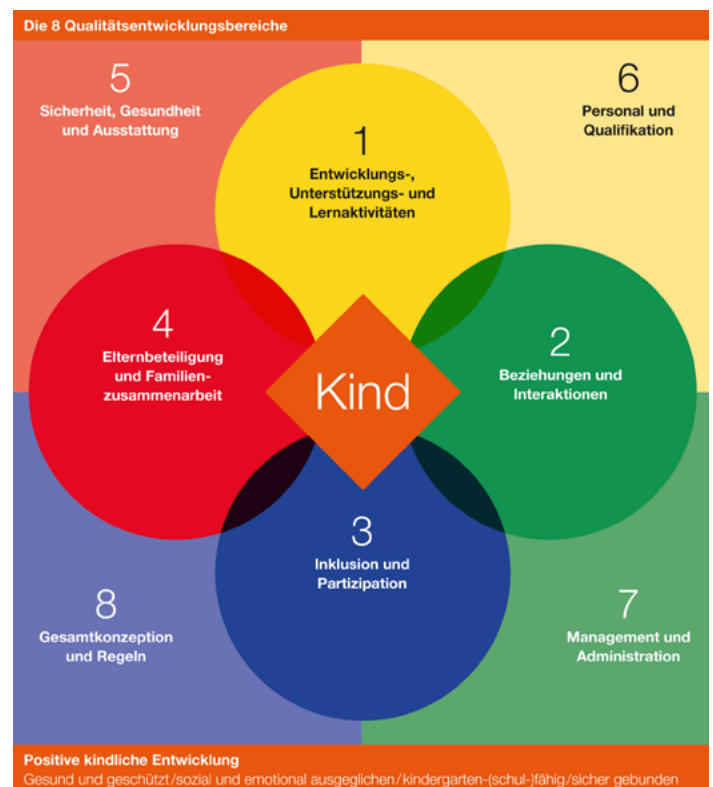 Die 8 Qualitätsentwicklungsbereiche
5
Sicherheit, Gesundheit
und Ausstattung
6
Personal und
Qualifikation
1
Entwicklungs-,
Unterstützungs- und
Lernaktivitäten
4
Elternbeteiligung
und Familien-
zusammenarbeit
Kind
2
Beziehungen und
Interaktionen
3
Inklusion und
Partizipation
8
Gesamtkonzeption
und Regeln
7
Management und
Administration
Positive kindliche Entwicklung
Gesund und geschützt/sozial und emotional ausgeglichen/kindergarten-(schul-)fähig/sicher gebunden